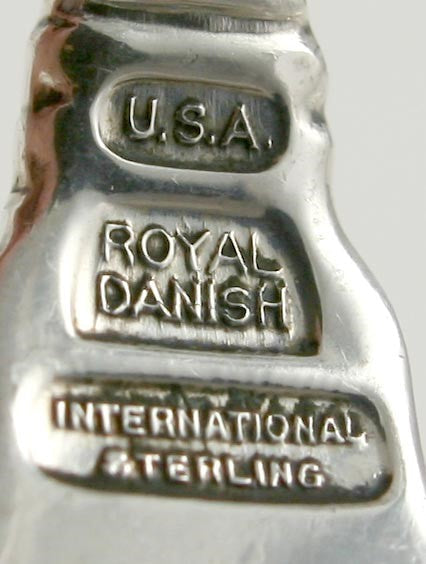 U.S.A.
ROYAL
DANISH
INTERNATIONAL
STERLING